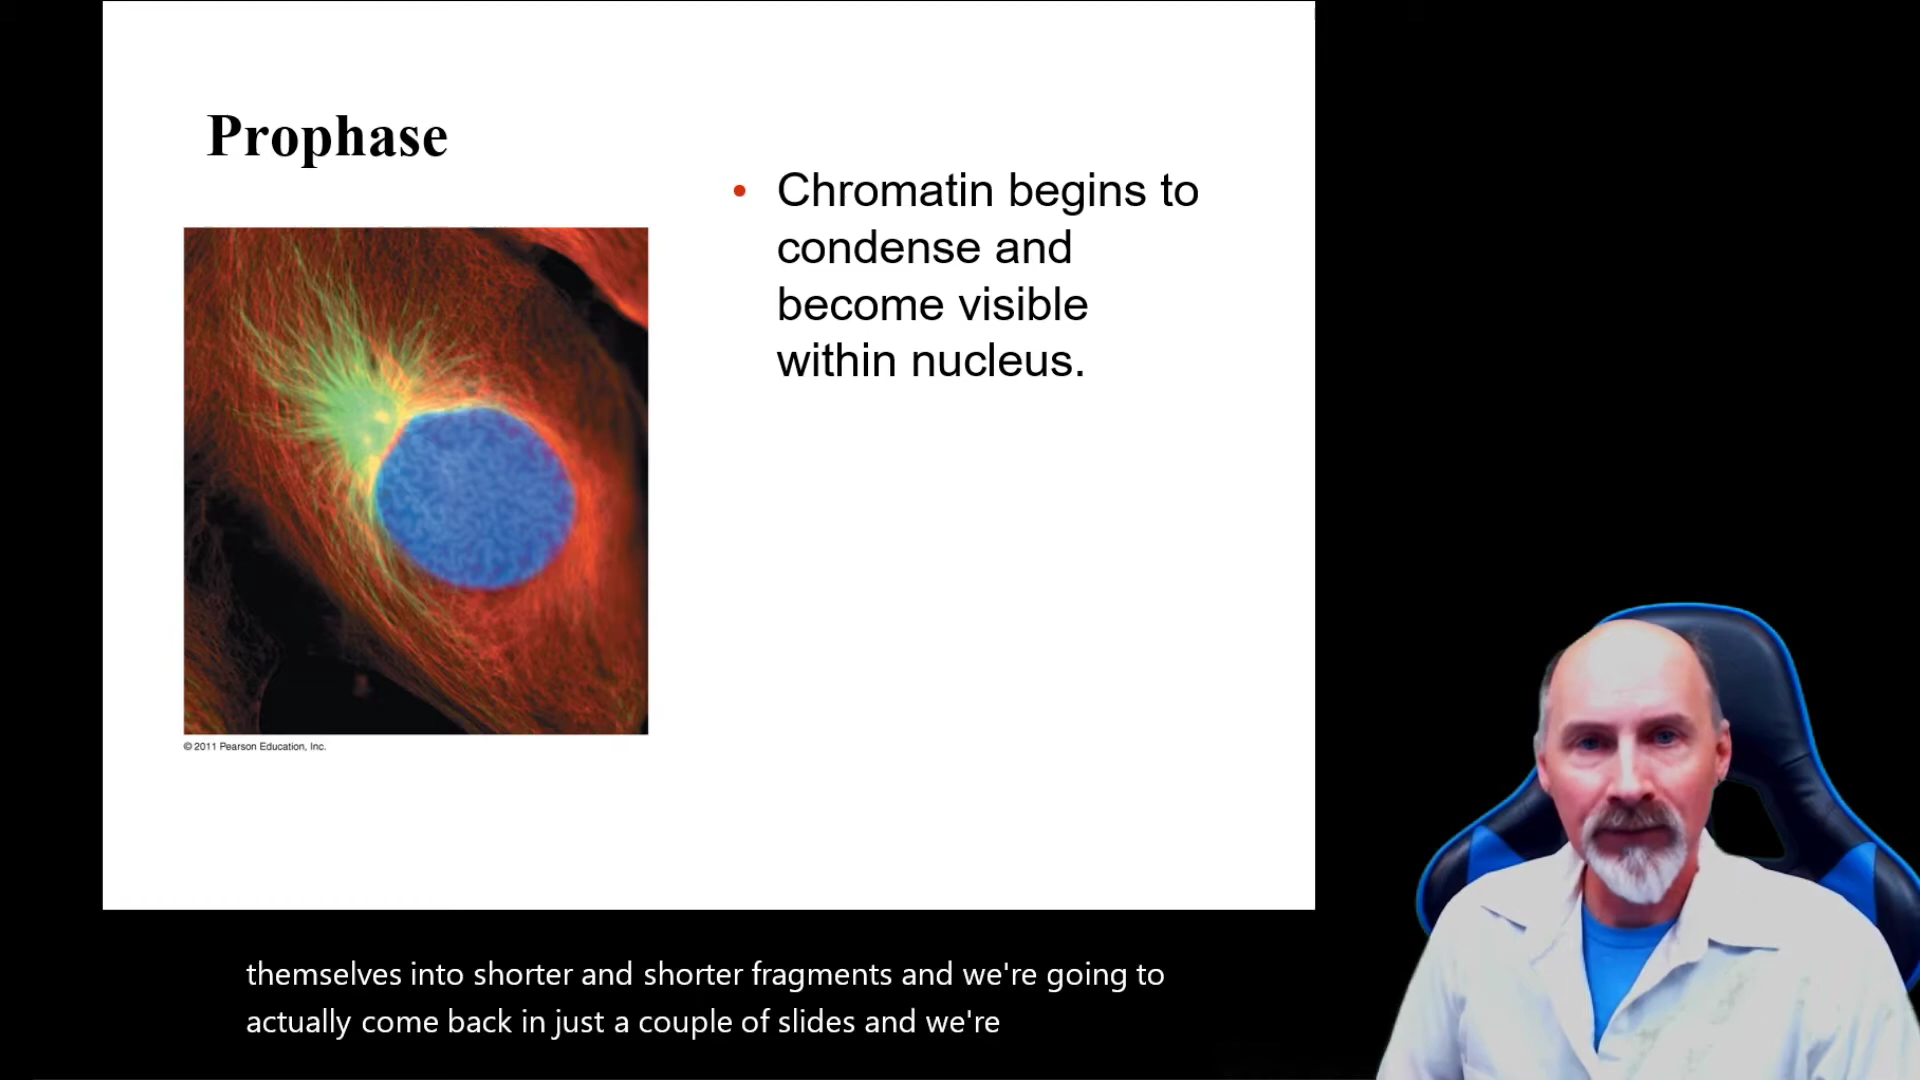 Prophase
• Chromatin begins to
condense and
become visible
within nucleus.
© 2011 Pearson Education, Inc.
themselves into shorter and shorter fragments and we're going to
actually come back in just a couple of slides and we're